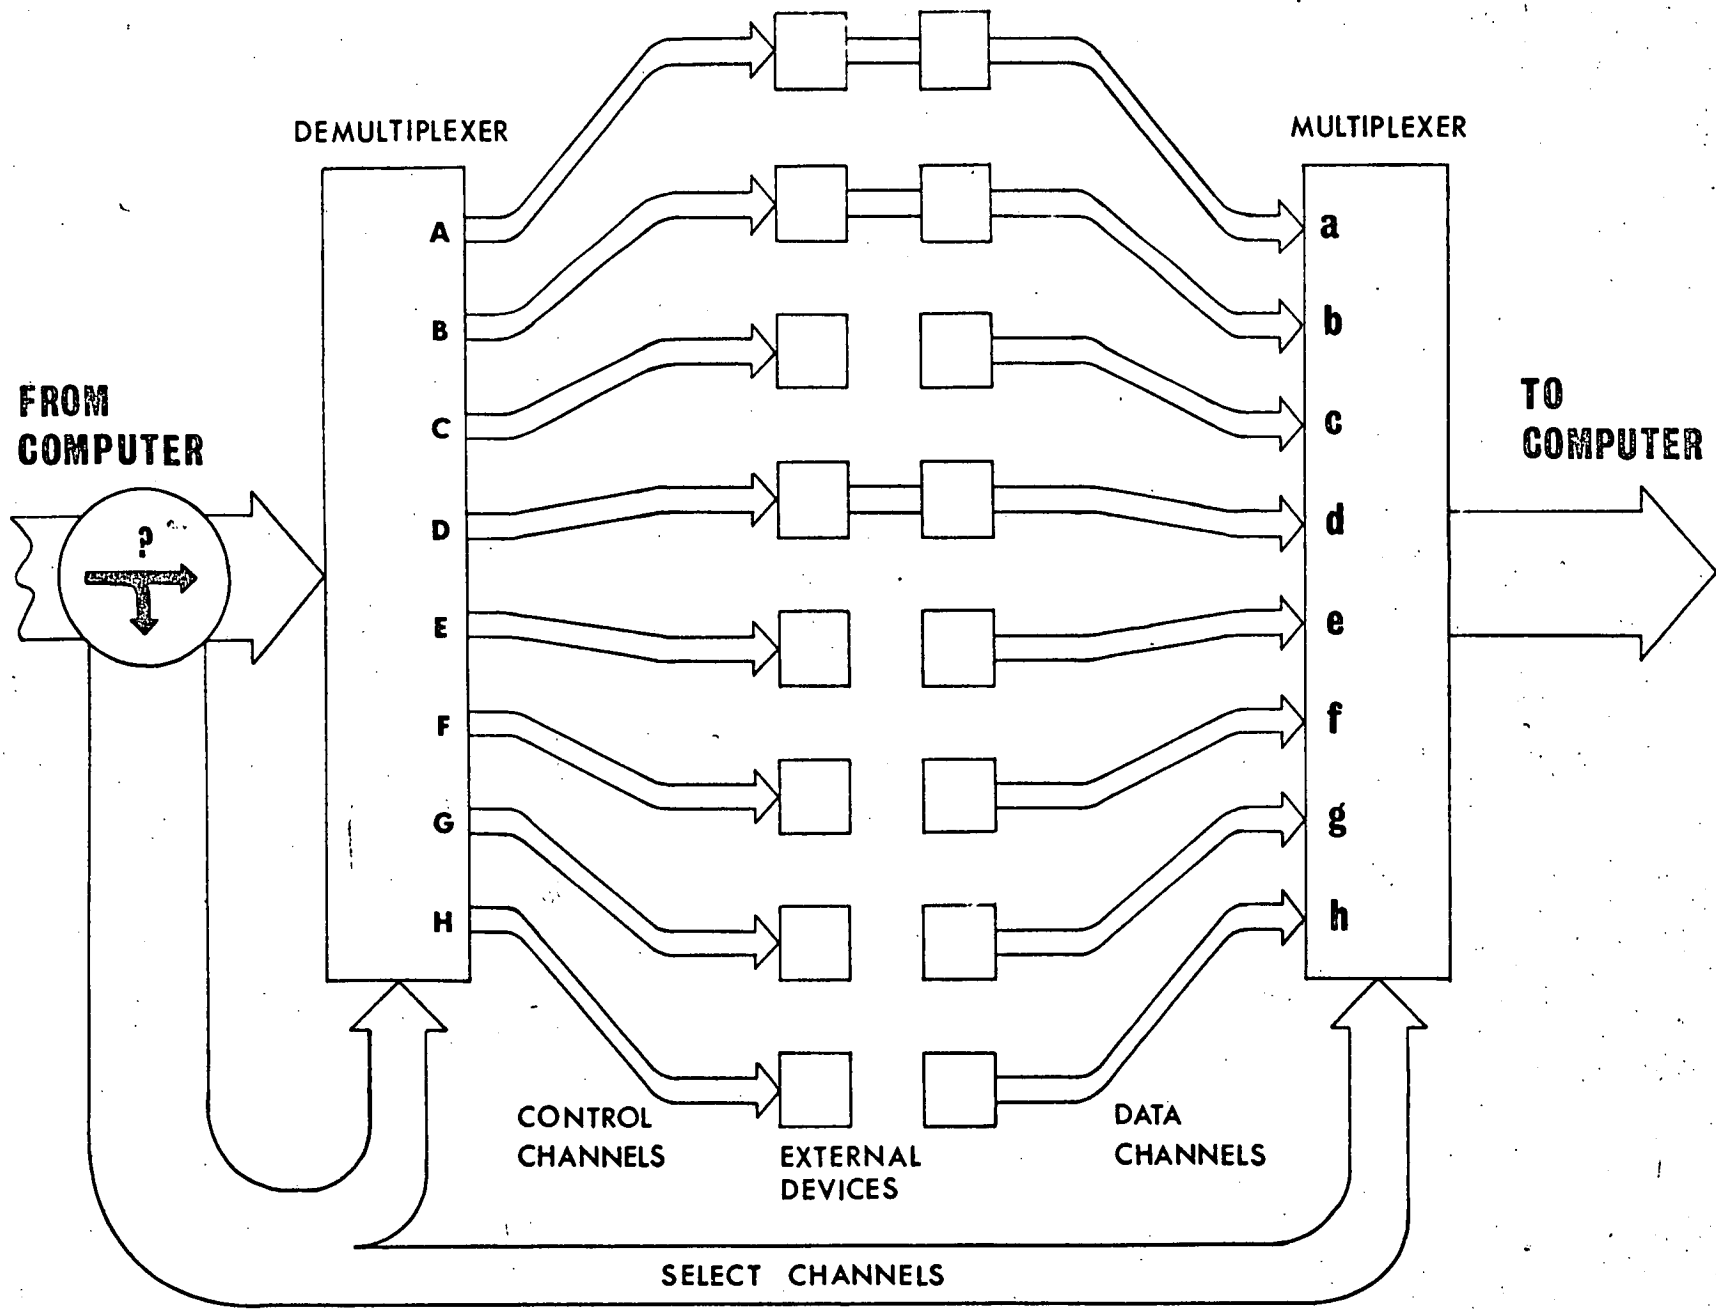 DEMULTIPLEXER
MULTIPLEXER
FROM
COMPUTER
?
A
B
C
D
E
F
G
H
a
b
c
d
e
f
g
h
TO
COMPUTER
CONTROL
CHANNELS
EXTERNAL
DEVICES
DATA
CHANNELS
SELECT CHANNELS